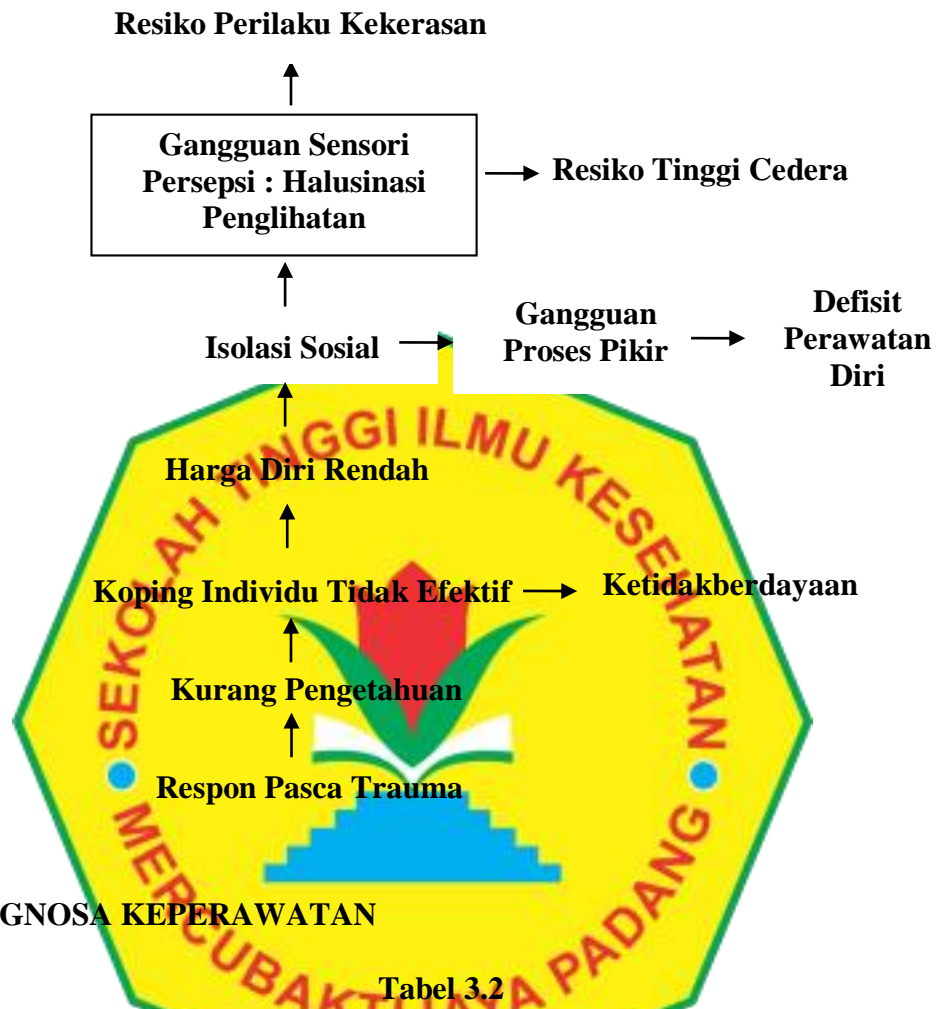 Resiko Perilaku Kekerasan
Gangguan Sensori
Persepsi : Halusinasi
Penglihatan
Resiko Tinggi Cedera
Isolasi Sosial
Gangguan
Proses Pikir
Defisit
Perawatan
Diri
SEKOLAH TINGGI ILMU KESEHATAN
Harga Diri Rendah
Koping Individu Tidak Efektif
Ketidakberdayaan
Kurang Pengetahuan
Respon Pasca Trauma
GNOSA KEPERAWATAN
MERCUBAKTIJAYA PADANG
Tabel 3.2